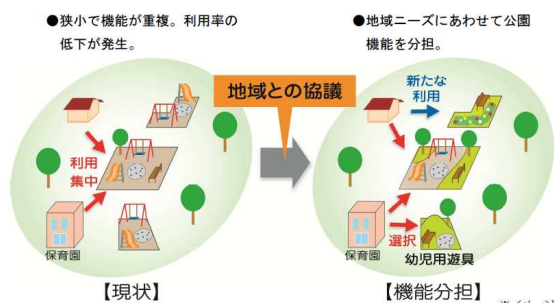 ●狭小で機能が重複。利用率の
低下が発生。
●地域ニーズにあわせて公園
機能を分担。
地域との協議
利用
集中
保育園
【現状】
新たな
利用
選択
保育園
幼児用遊具
【機能分担】